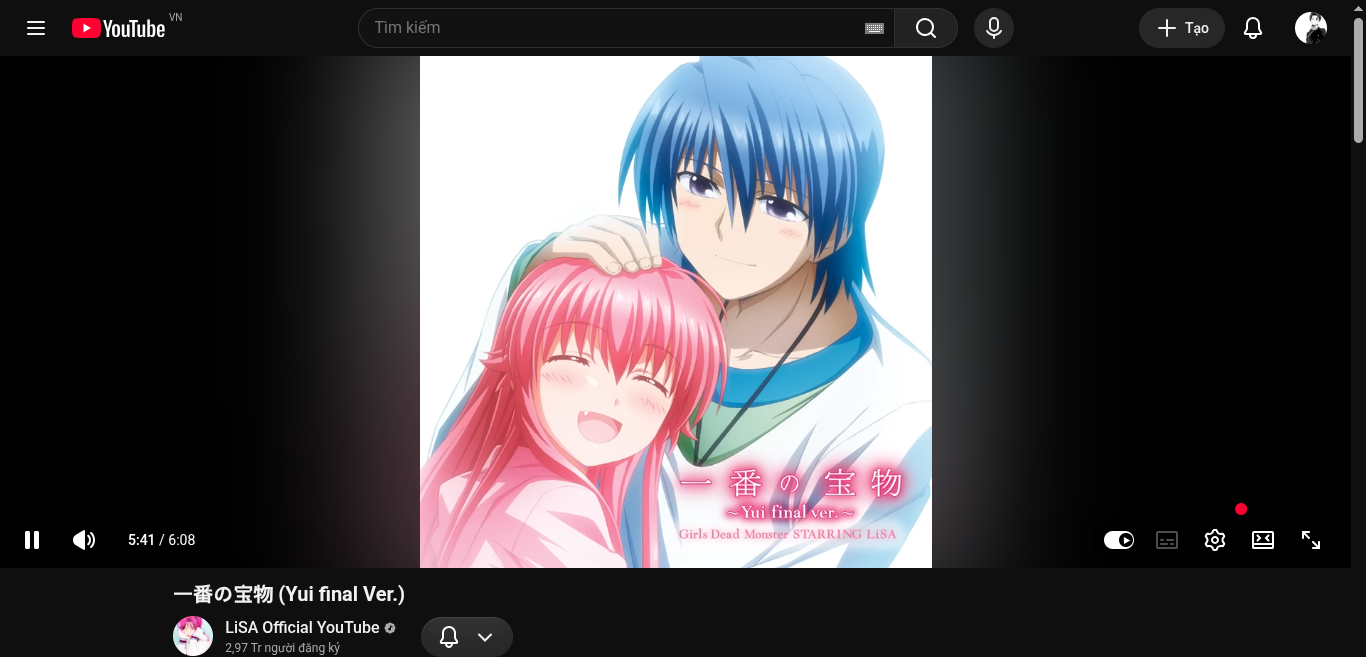 YouTube VN
Tìm kiếm
Tạo
一番の宝物
~Yui final ver.~
Girls Dead Monster STARRING LiSA
5:41 / 6:08
一番の宝物 (Yui final Ver.)
LiSA Official YouTube
2,97 Tr người đăng ký